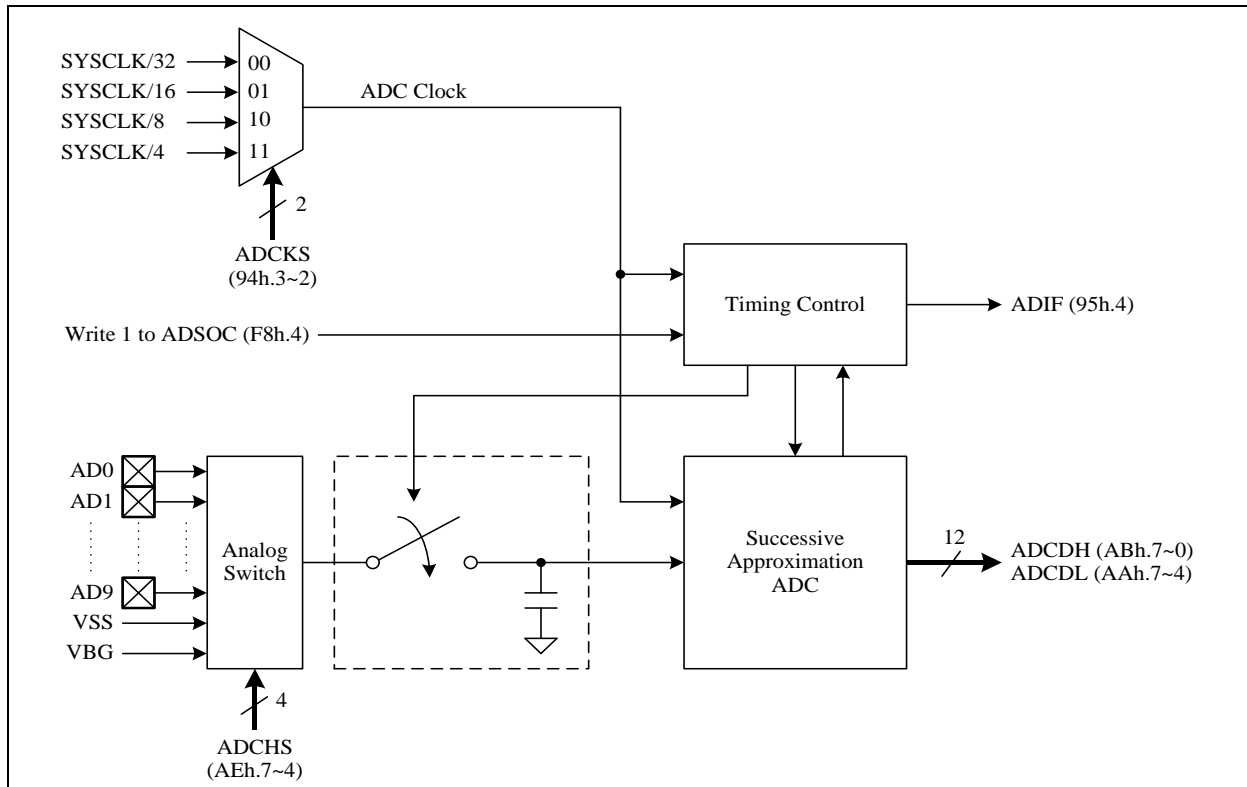 SYSCLK/32
00
SYSCLK/16
01
ADC Clock
SYSCLK/8
10
SYSCLK/4
11
2
ADCKS
(94h.3~2)
Timing Control
ADIF (95h.4)
Write 1 to ADSOC (F8h.4)
AD0
AD1
AD9
VSS
VBG
Analog
Switch
4
ADCHS
(AEh.7~4)
Successive
Approximation
ADC
12
ADCDH (ABh.7~0)
ADCDL (AAh.7~4)